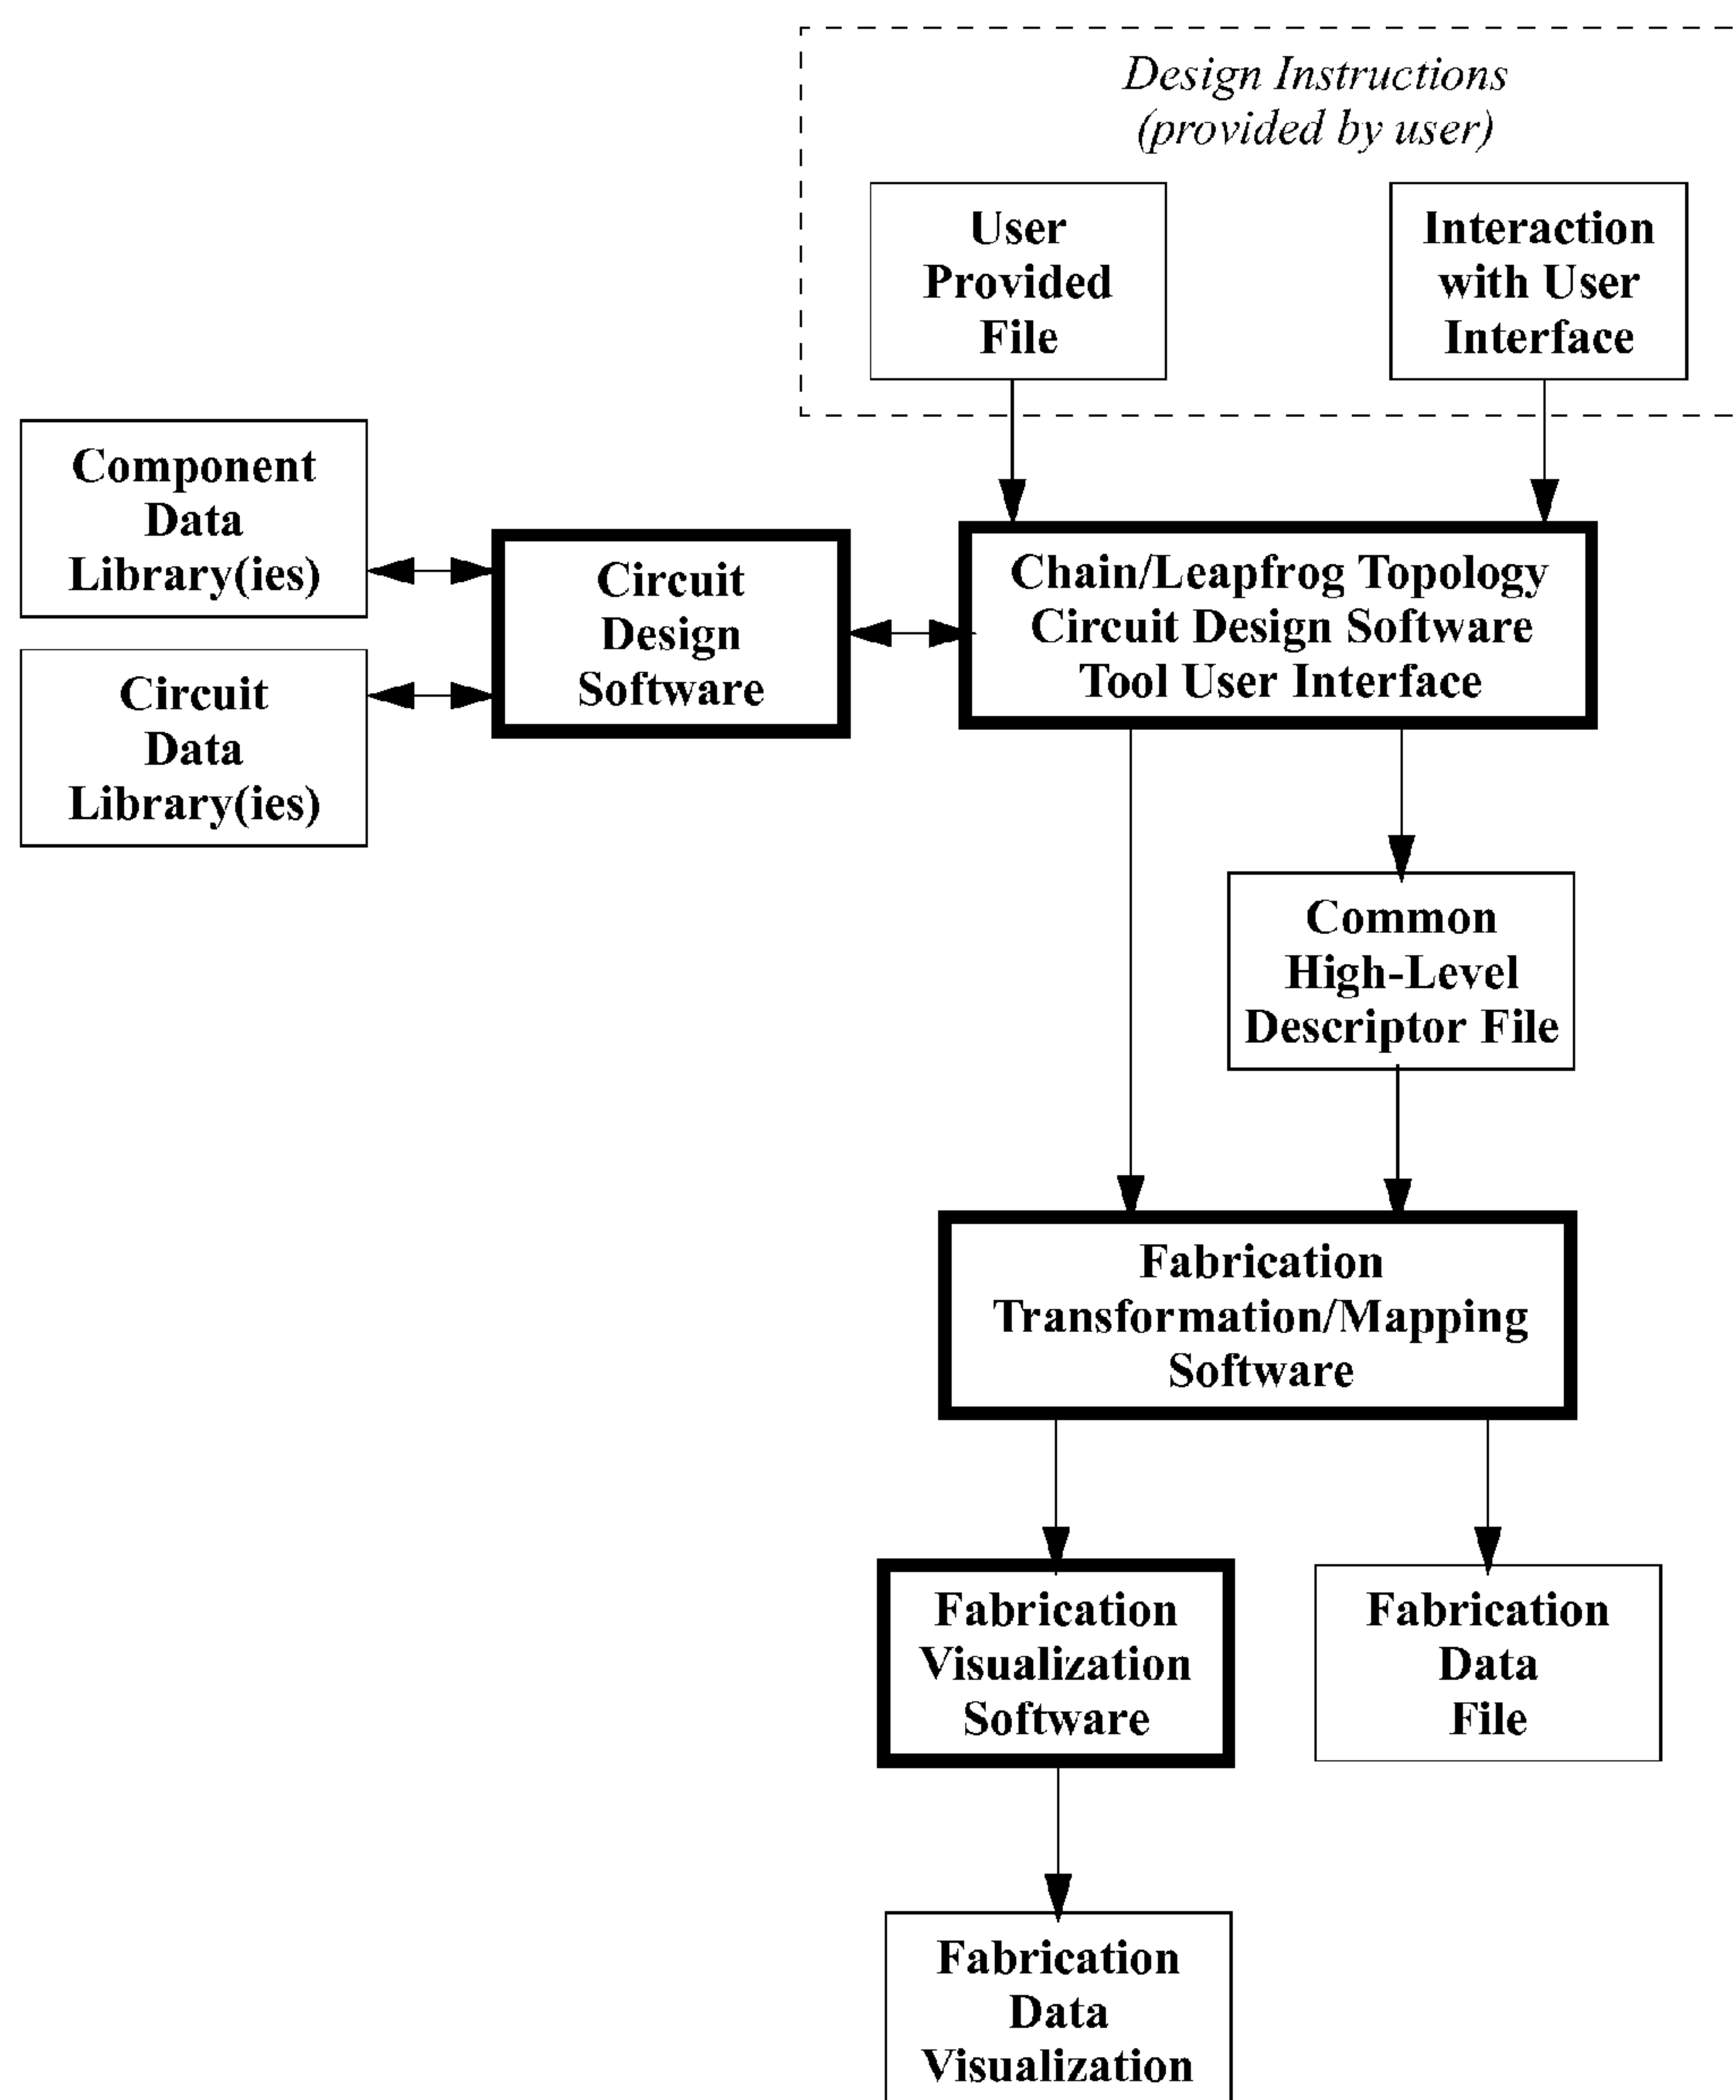 Design Instructions
(provided by user)
User
Provided
File
Interaction
with User
Interface
Component
Data
Library(ies)
Circuit
Data
Library(ies)
Circuit
Design
Software
Chain/Leapfrog Topology
Circuit Design Software
Tool User Interface
Common
High-Level
Descriptor File
Fabrication
Transformation/Mapping
Software
Fabrication
Visualization
Software
Fabrication
Data
File
Fabrication
Data
Visualization